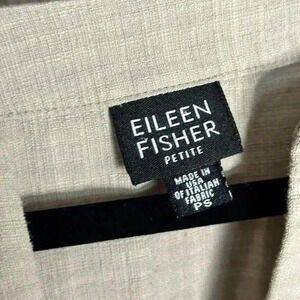 EILEEN
FISHER
PETITE
MADE IN
USA
OF ITALIAN
FABRIC
PS